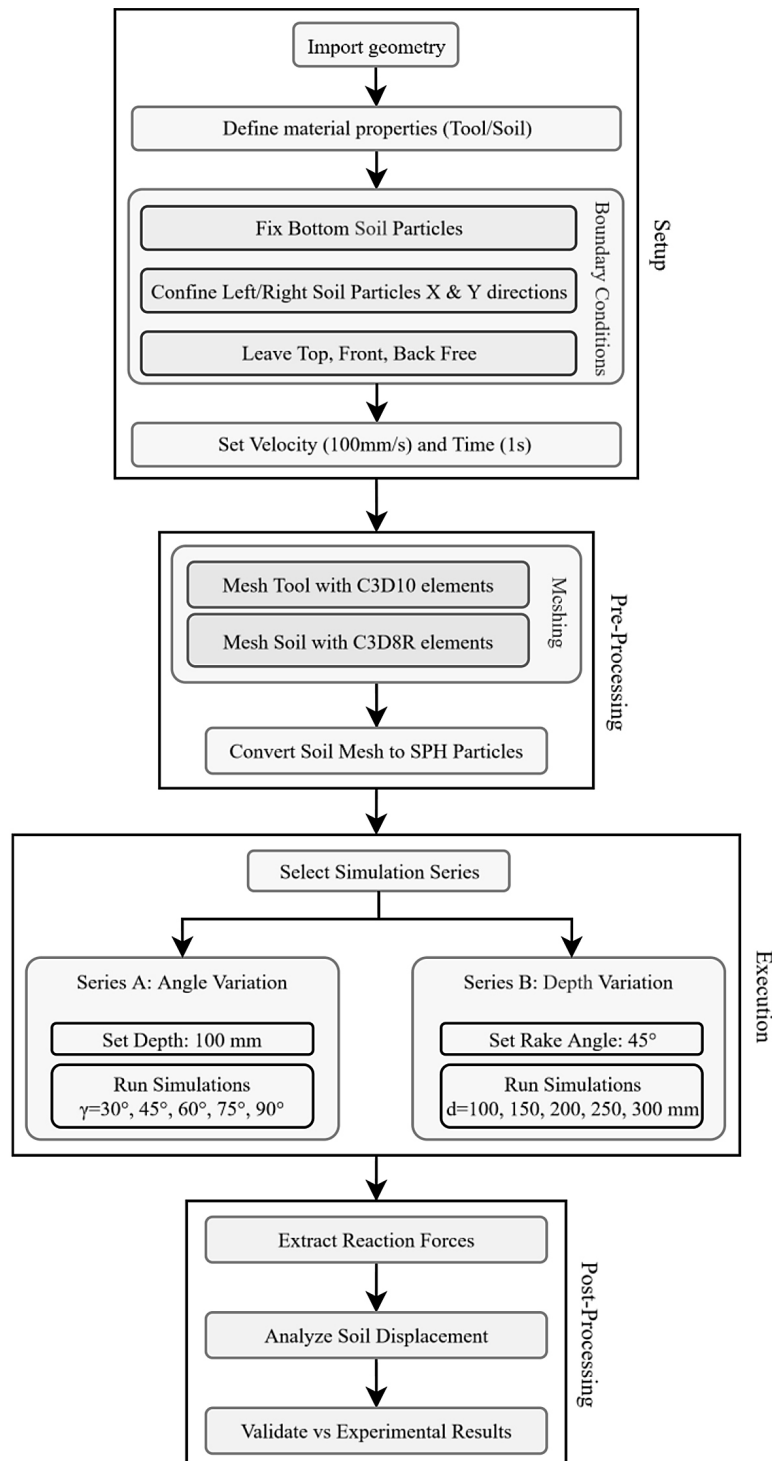 Import geometry
Define material properties (Tool/Soil)
Fix Bottom Soil Particles
Confine Left/Right Soil Particles X & Y directions
Leave Top, Front, Back Free
Boundary Conditions
Set Velocity (100mm/s) and Time (1s)
Setup
Mesh Tool with C3D10 elements
Mesh Soil with C3D8R elements
Meshing
Convert Soil Mesh to SPH Particles
Pre-Processing
Select Simulation Series
Series A: Angle Variation
Set Depth: 100 mm
Run Simulations
γ=30°, 45°, 60°, 75°, 90°
Series B: Depth Variation
Set Rake Angle: 45°
Run Simulations
d=100, 150, 200, 250, 300 mm
Execution
Extract Reaction Forces
Analyze Soil Displacement
Validate vs Experimental Results
Post-Processing